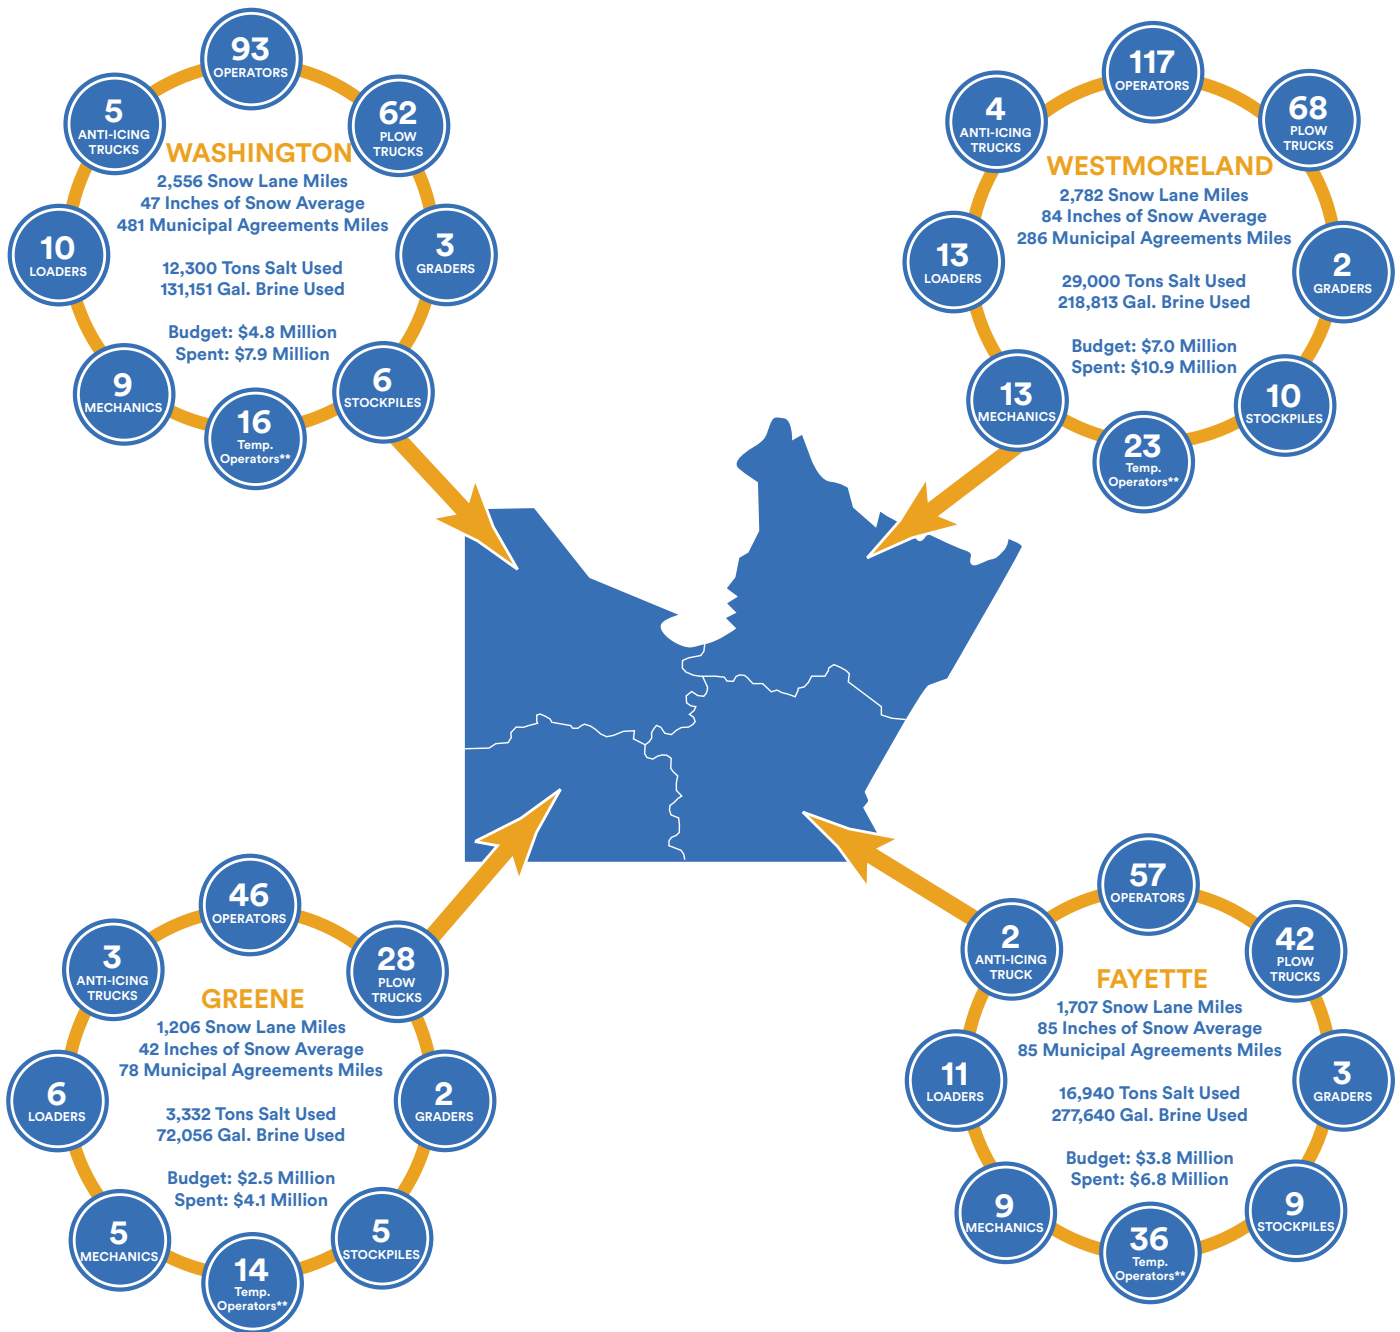 93
OPERATORS
5
ANTI-ICING
TRUCKS
62
PLOW
TRUCKS
WASHINGTON
2,556 Snow Lane Miles
47 Inches of Snow Average
481 Municipal Agreements Miles
12,300 Tons Salt Used
131,151 Gal. Brine Used
Budget: $4.8 Million
Spent: $7.9 Million
10
LOADERS
3
GRADERS
9
MECHANICS
6
STOCKPILES
16
Temp.
Operators**
117
OPERATORS
4
ANTI-ICING
TRUCKS
68
PLOW
TRUCKS
WESTMORELAND
2,782 Snow Lane Miles
84 Inches of Snow Average
286 Municipal Agreements Miles
29,000 Tons Salt Used
218,813 Gal. Brine Used
Budget: $7.0 Million
Spent: $10.9 Million
13
LOADERS
2
GRADERS
13
MECHANICS
10
STOCKPILES
23
Temp.
Operators**
46
OPERATORS
3
ANTI-ICING
TRUCKS
28
PLOW
TRUCKS
GREENE
1,206 Snow Lane Miles
42 Inches of Snow Average
78 Municipal Agreements Miles
3,332 Tons Salt Used
72,056 Gal. Brine Used
Budget: $2.5 Million
Spent: $4.1 Million
6
LOADERS
2
GRADERS
5
MECHANICS
5
STOCKPILES
14
Temp.
Operators**
57
OPERATORS
2
ANTI-ICING
TRUCK
42
PLOW
TRUCKS
FAYETTE
1,707 Snow Lane Miles
85 Inches of Snow Average
85 Municipal Agreements Miles
16,940 Tons Salt Used
277,640 Gal. Brine Used
Budget: $3.8 Million
Spent: $6.8 Million
11
LOADERS
3
GRADERS
9
MECHANICS
9
STOCKPILES
36
Temp.
Operators**